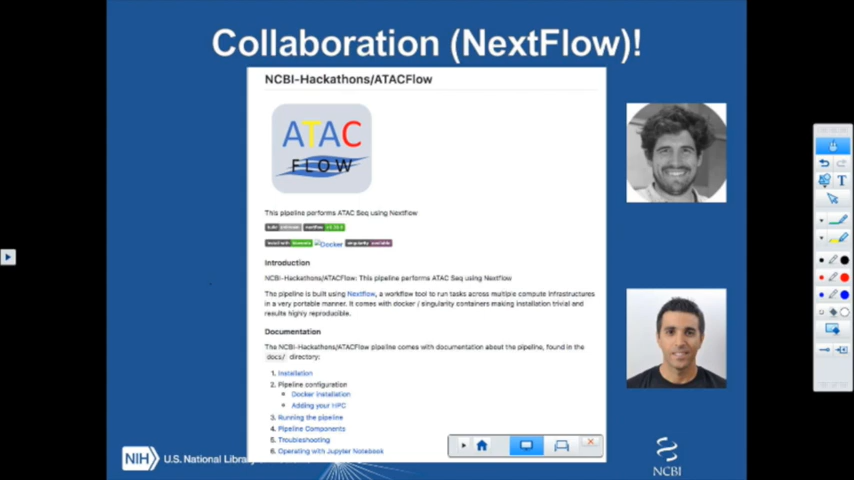 Collaboration (NextFlow)!
NCBI-Hackathons/ATACFlow
ATAC
FLOW
This pipeline performs ATAC Seq using Nextflow
Docker
Introduction
NCBI-Hackathons/ATACFlow: This pipeline performs ATAC Seq using Nextflow
The pipeline is built using Nextflow, a workflow tool to run tasks across multiple compute infrastructures
in a very portable manner. It comes with docker / singularity containers making installation trivial and
results highly reproducible.
Documentation
The NCBI-Hackathons/ATACFlow pipeline comes with documentation about the pipeline, found in the
docs/ directory:
1. Installation
2. Pipeline configuration
Docker installation
Adding your HPC
3. Running the pipeline
4. Pipeline Components
5. Troubleshooting
6. Operating with Jupyter Notebook
NIH U.S. National Library
NCBI
T